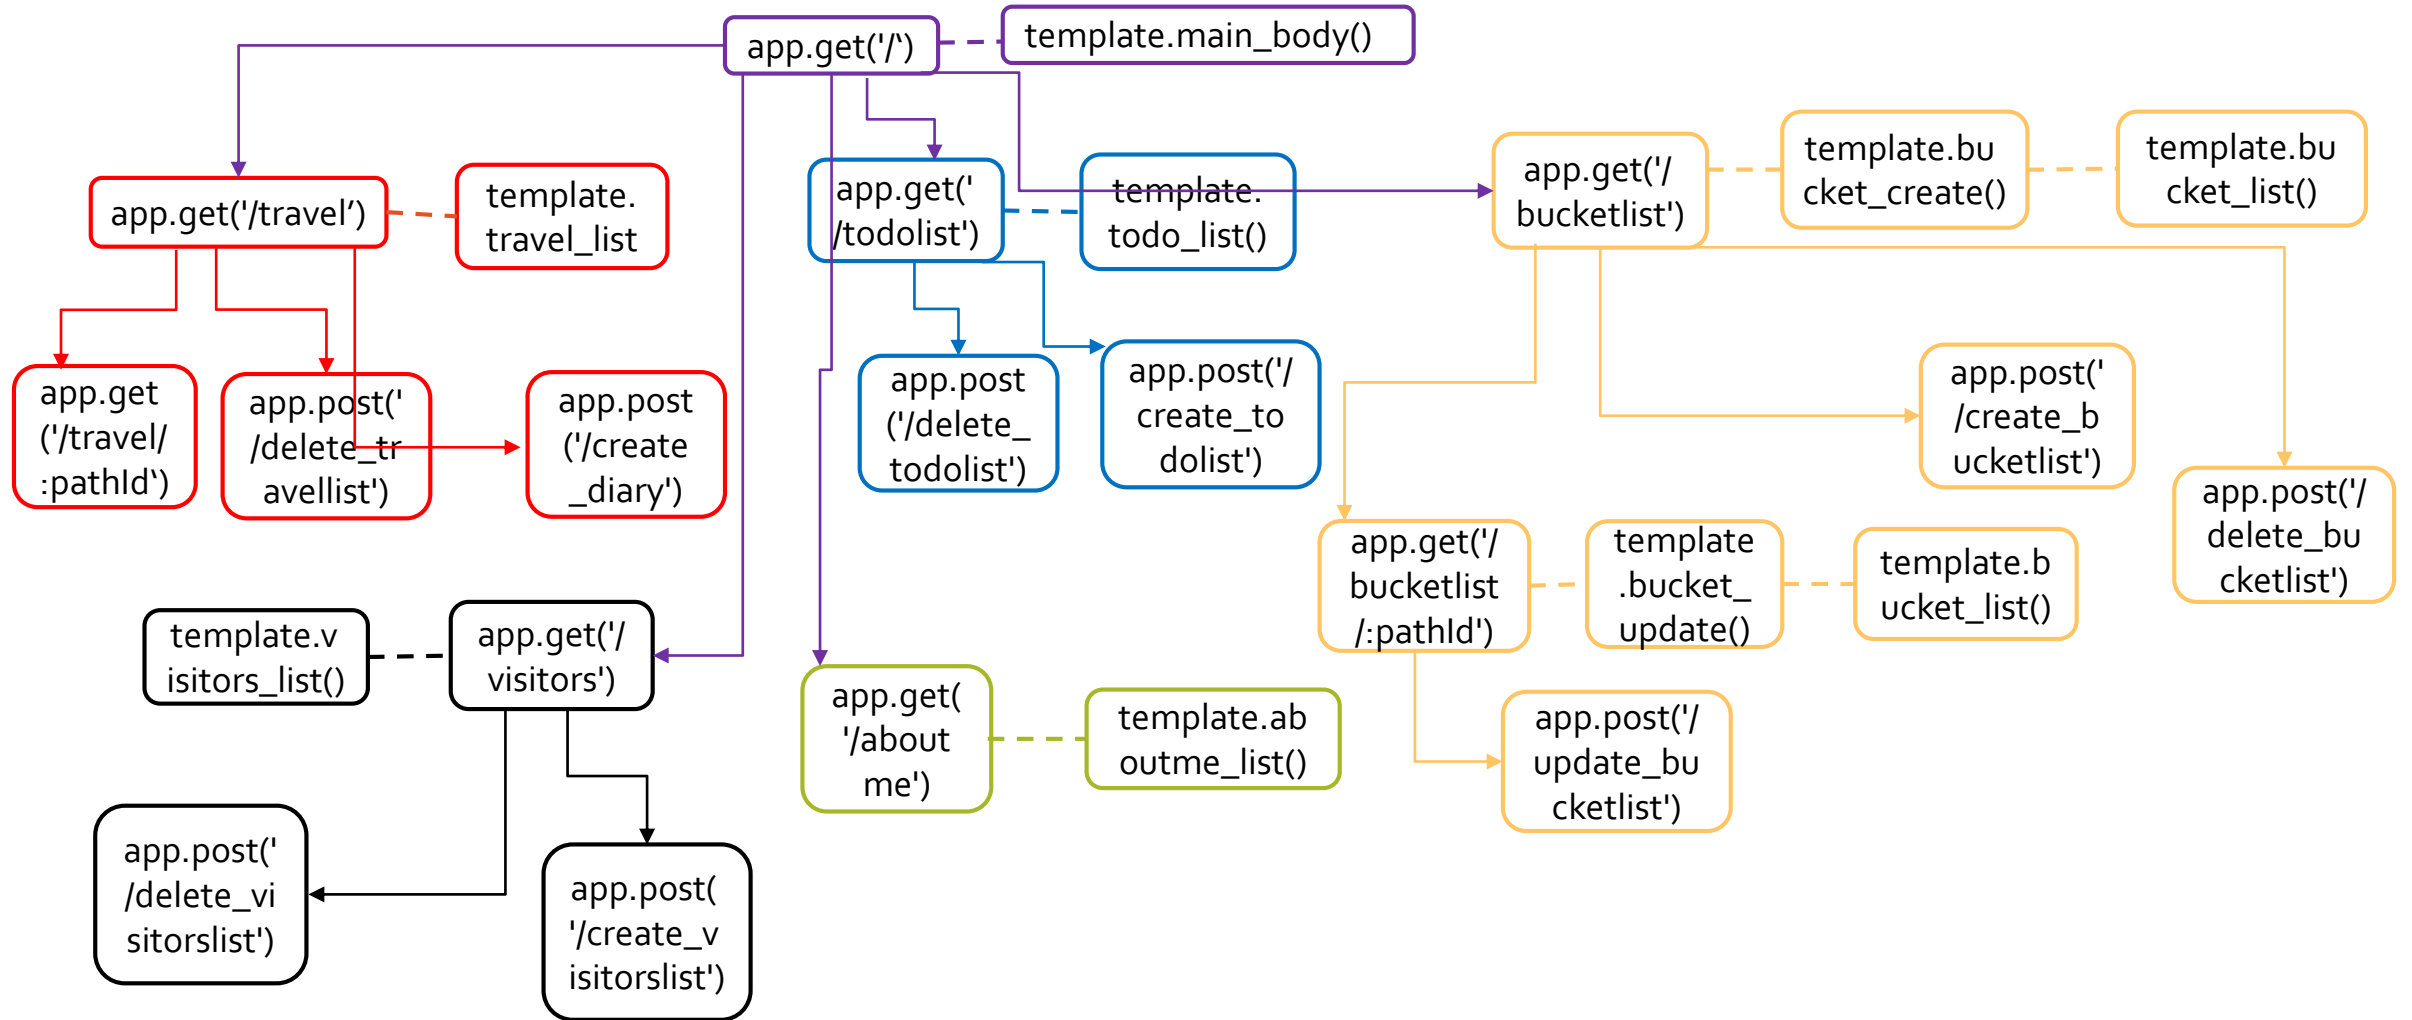 app.get('/‘)
template.main_body()
app.get('/travel’)
template.
travel_list
app.get('
/todolist')
template.
todo_list()
app.get('/
bucketlist')
template.bu
cket_create()
template.bu
cket_list()
app.get
('/travel/
:pathId‘)
app.post('
/delete_tr
avellist')
app.post
('/create
_diary')
app.post
('/delete_
todolist')
app.post('/
create_to
dolist')
app.post('
/create_b
ucketlist')
app.post('/
delete_bu
cketlist')
app.get('/
bucketlist
/:pathId')
template
.bucket_
update()
template.b
ucket_list()
template.v
isitors_list()
app.get('/
visitors')
app.get(
'/about
me')
template.ab
outme_list()
app.post('/
update_bu
cketlist')
app.post('
/delete_vi
sitorslist')
app.post(
'/create_v
isitorslist')